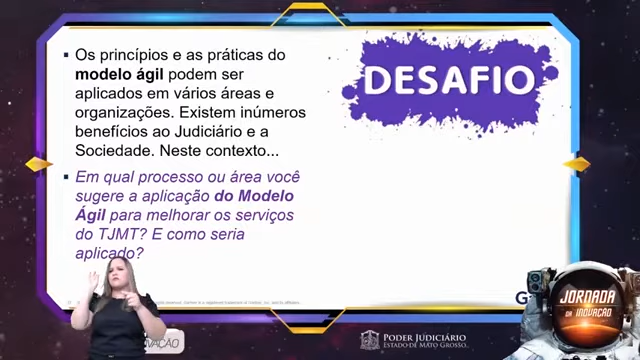 ▪ Os princípios e as práticas do
modelo ágil podem ser
aplicados em vários áreas e
organizações. Existem inúmeros
benefícios ao Judiciário e a
Sociedade. Neste contexto...
▪ Em qual processo ou área você
sugere a aplicação do Modelo
Ágil para melhorar os serviços
do TJMT? E como seria
aplicado?
DESAFIO
JORNADA
DA INOVAÇÃO
PODER JUDICIÁRIO
ESTADO DE MATO GROSSO